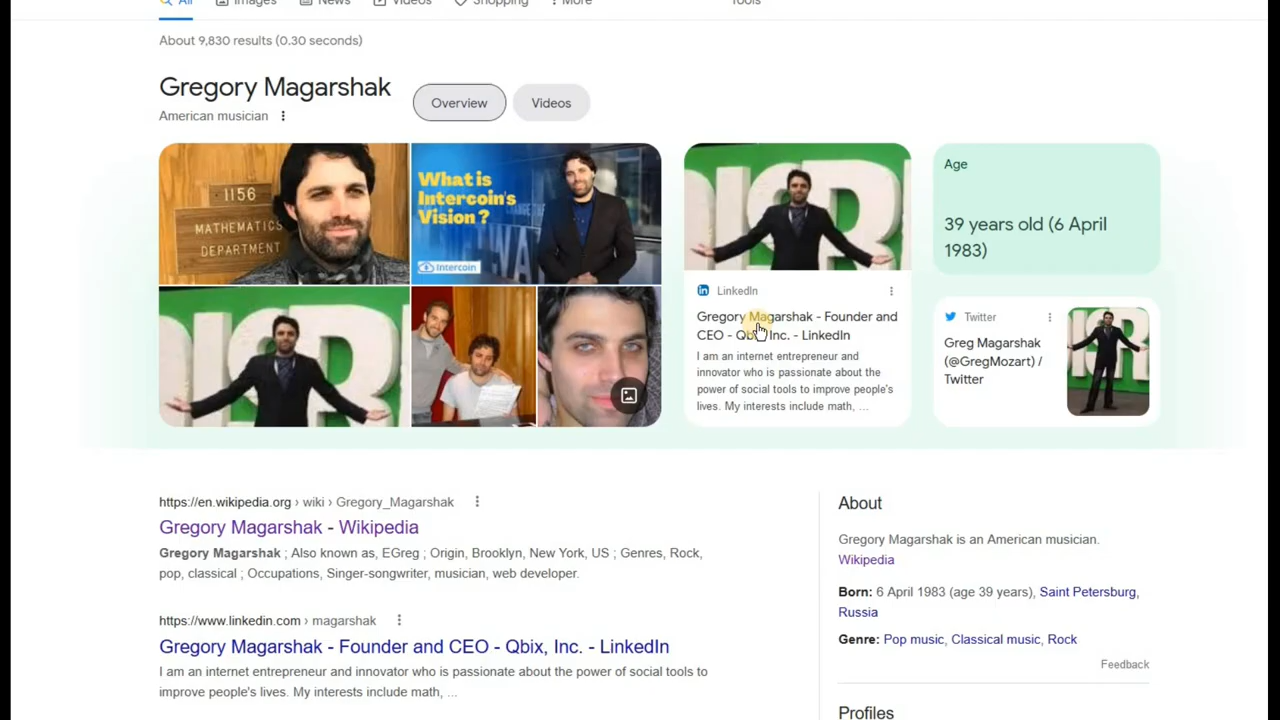 All
Images
News
Videos
Shopping
More
Tools
About 9,830 results (0.30 seconds)
Gregory Magarshak
American musician
Overview
Videos
1156
MATHEMATICS
DEPARTMENT
What is
Intercoin's
Vision ?
Intercoin
LinkedIn
Gregory Magarshak - Founder and
CEO - Qbix, Inc. - LinkedIn
I am an internet entrepreneur and
innovator who is passionate about the
power of social tools to improve people's
lives. My interests include math, ...
Age
39 years old (6 April
1983)
Twitter
Greg Magarshak
(@GregMozart) /
Twitter
https://en.wikipedia.org › wiki › Gregory_Magarshak
Gregory Magarshak - Wikipedia
Gregory Magarshak ; Also known as, EGreg ; Origin, Brooklyn, New York, US ; Genres, Rock,
pop, classical ; Occupations, Singer-songwriter, musician, web developer.
https://www.linkedin.com › magarshak
Gregory Magarshak - Founder and CEO - Qbix, Inc. - LinkedIn
I am an internet entrepreneur and innovator who is passionate about the power of social tools to
improve people's lives. My interests include math, ...
About
Gregory Magarshak is an American musician.
Wikipedia
Born: 6 April 1983 (age 39 years), Saint Petersburg,
Russia
Genre: Pop music, Classical music, Rock
Feedback
Profiles